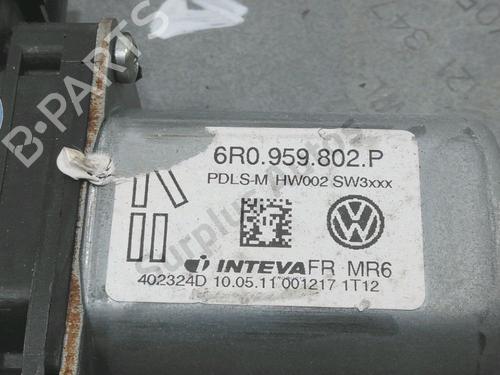 6R0.959.802.P
PDLS-M HW002 SW3xxx
INTEVA FR MR6
402324D 10.05.11 001217 1T12
B-PARTS